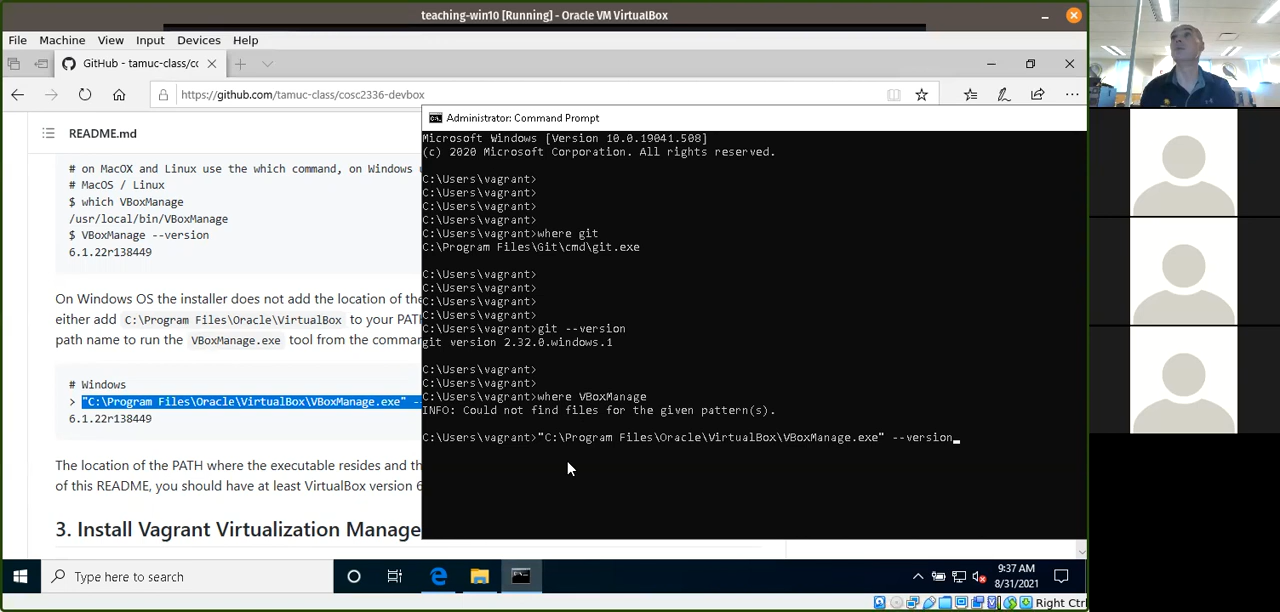 teaching-win10 [Running] - Oracle VM VirtualBox
File Machine View Input Devices Help
GitHub - tamuc-class/cc
https://github.com/tamuc-class/cosc2336-devbox
README.md
# on MacOX and Linux use the which command, on Windows
# MacOS / Linux
$ which VBoxManage
/usr/local/bin/VBoxManage
$ VBoxManage --version
6.1.22r138449
On Windows OS the installer does not add the location of the
either add C:\Program Files\Oracle\VirtualBox to your PAT
path name to run the VBoxManage.exe tool from the comma
# Windows
> "C:\Program Files\Oracle\VirtualBox\VBoxManage.exe" --
6.1.22r138449
The location of the PATH where the executable resides and th
of this README, you should have at least VirtualBox version 6
3. Install Vagrant Virtualization Manage
Administrator: Command Prompt
Microsoft Windows [Version 10.0.19041.508]
(c) 2020 Microsoft Corporation. All rights reserved.
C:\Users\vagrant>
C:\Users\vagrant>
C:\Users\vagrant>
C:\Users\vagrant>
C:\Users\vagrant>where git
C:\Program Files\Git\cmd\git.exe
C:\Users\vagrant>
C:\Users\vagrant>
C:\Users\vagrant>
C:\Users\vagrant>
C:\Users\vagrant>git --version
git version 2.32.0.windows.1
C:\Users\vagrant>
C:\Users\vagrant>
C:\Users\vagrant>where VBoxManage
INFO: Could not find files for the given pattern(s).
C:\Users\vagrant>"C:\Program Files\Oracle\VirtualBox\VBoxManage.exe" --version_
Type here to search
9:37 AM
8/31/2021
Right Ctrl